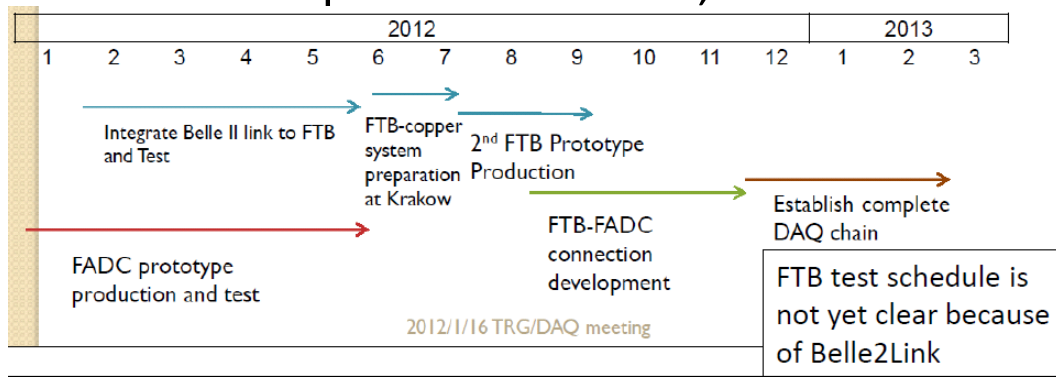 2012 2013
1 2 3 4 5 6 7 8 9 10 11 12 1 2 3
Integrate Belle II link to FTB
and Test
FTB-copper
system
preparation
at Krakow
2nd FTB Prototype
Production
FADC prototype
production and test
FTB-FADC
connection
development
Establish complete
DAQ chain
FTB test schedule is
not yet clear because
of Belle2Link
2012/1/16 TRG/DAQ meeting